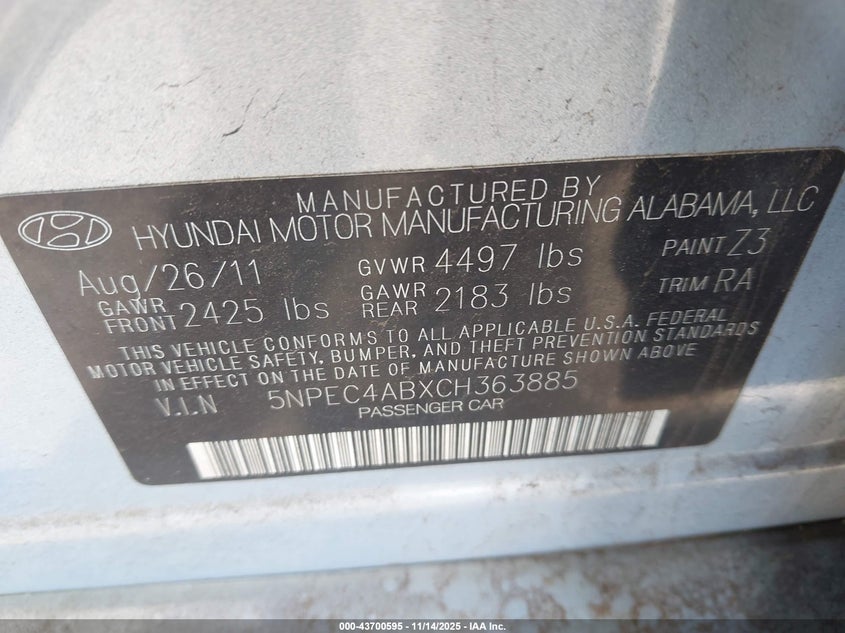 MANUFACTURED BY
HYUNDAI MOTOR MANUFACTURING ALABAMA, LLC
Aug/26/11 GVWR 4497 lbs PAINT Z3
GAWR FRONT 2425 lbs GAWR REAR 2183 lbs TRIM RA
THIS VEHICLE CONFORMS TO ALL APPLICABLE U.S.A. FEDERAL
MOTOR VEHICLE SAFETY, BUMPER, AND THEFT PREVENTION STANDARDS
IN EFFECT ON THE DATE OF MANUFACTURE SHOWN ABOVE
V.I.N 5NPEC4ABXCH363885
PASSENGER CAR
000-43700595 - 11/14/2025 - IAA Inc.